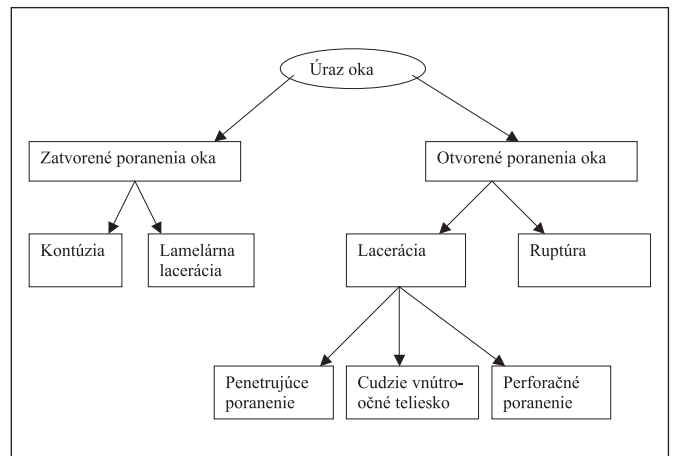 Úraz oka
Zatvorené poranenia oka
Otvorené poranenia oka
Kontúzia
Lamelárna
lacerácia
Lacerácia
Ruptúra
Penetrujúce
poranenie
Cudzie vnútro-
očné teliesko
Perforačné
poranenie